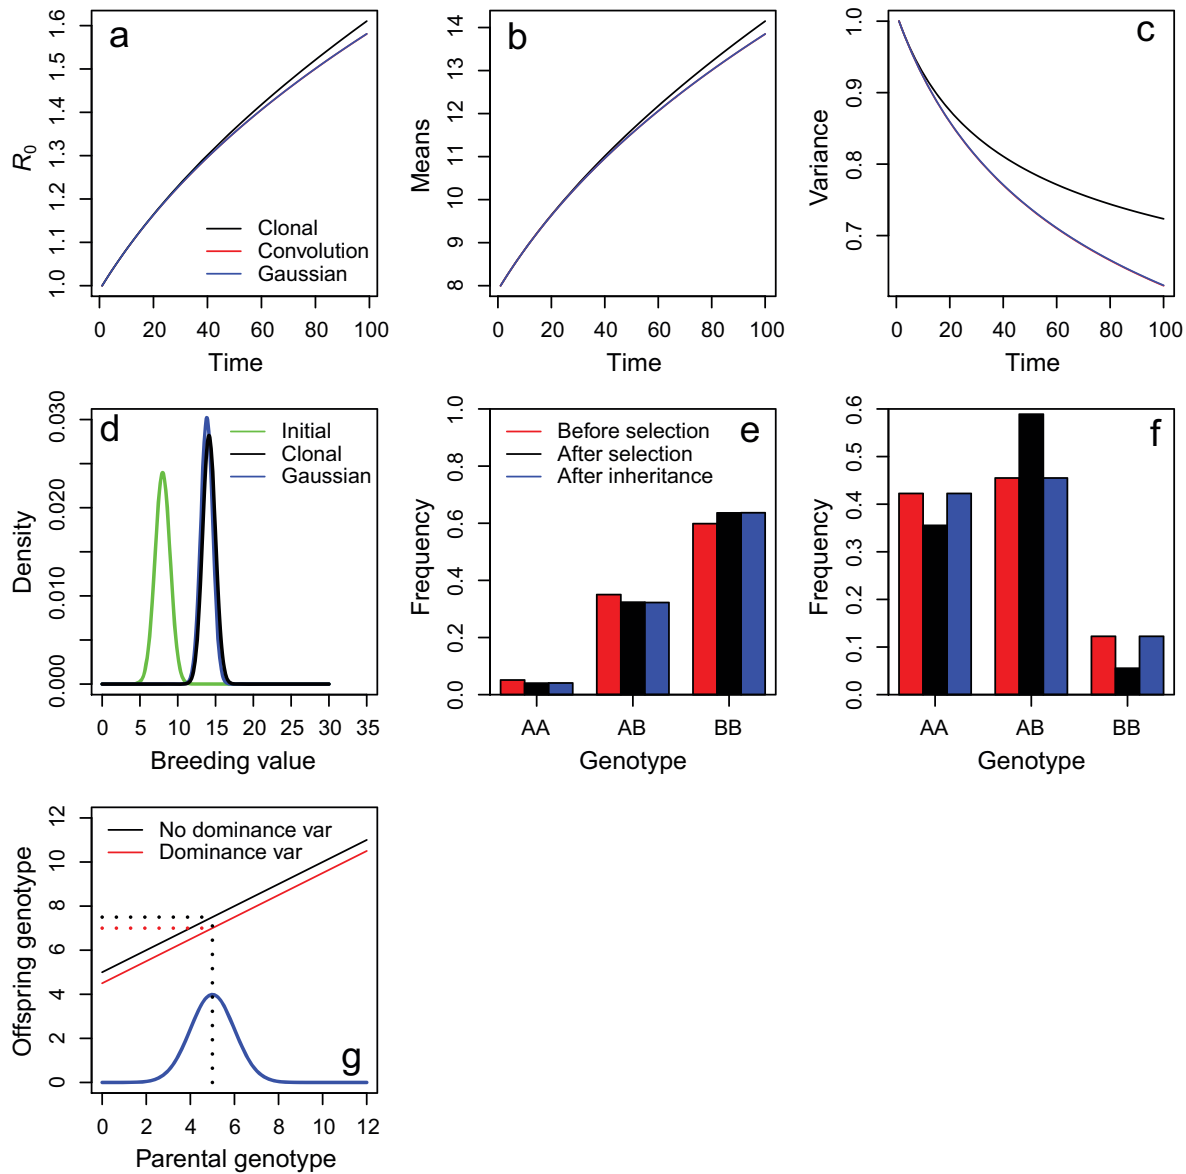 a
R0
1.0 1.1 1.2 1.3 1.4 1.5 1.6
Clonal
Convolution
Gaussian
0 20 40 60 80 100
Time
b
Means
8 9 10 11 12 13 14
0 20 40 60 80 100
Time
c
Variance
0.7 0.8 0.9 1.0
0 20 40 60 80 100
Time
d
Density
0.000 0.010 0.020 0.030
Initial
Clonal
Gaussian
0 5 10 15 20 25 30 35
Breeding value
e
Frequency
0.0 0.2 0.4 0.6 0.8 1.0
Before selection
After selection
After inheritance
AA AB BB
Genotype
f
Frequency
0.0 0.1 0.2 0.3 0.4 0.5 0.6
AA AB BB
Genotype
g
Offspring genotype
0 2 4 6 8 10 12
No dominance var
Dominance var
0 2 4 6 8 10 12
Parental genotype